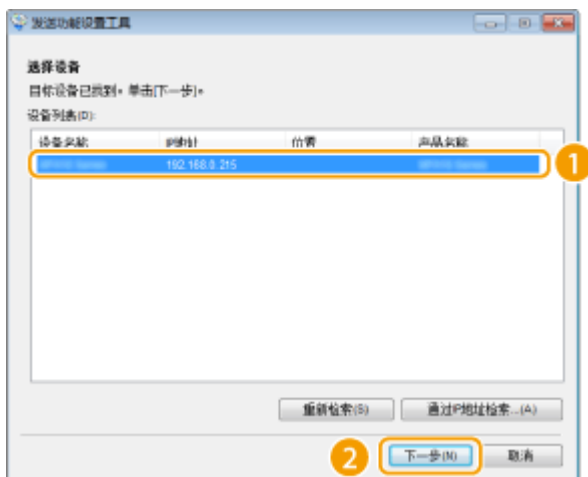 发送功能设置工具
选择设备
目标设备已找到。单击[下一步]。
设备列表(D):
设备名称 IP地址 位置 产品名称
192.168.0.215
1
重新检索(S) 通过IP地址检索...(A)
2
下一步(N) 取消